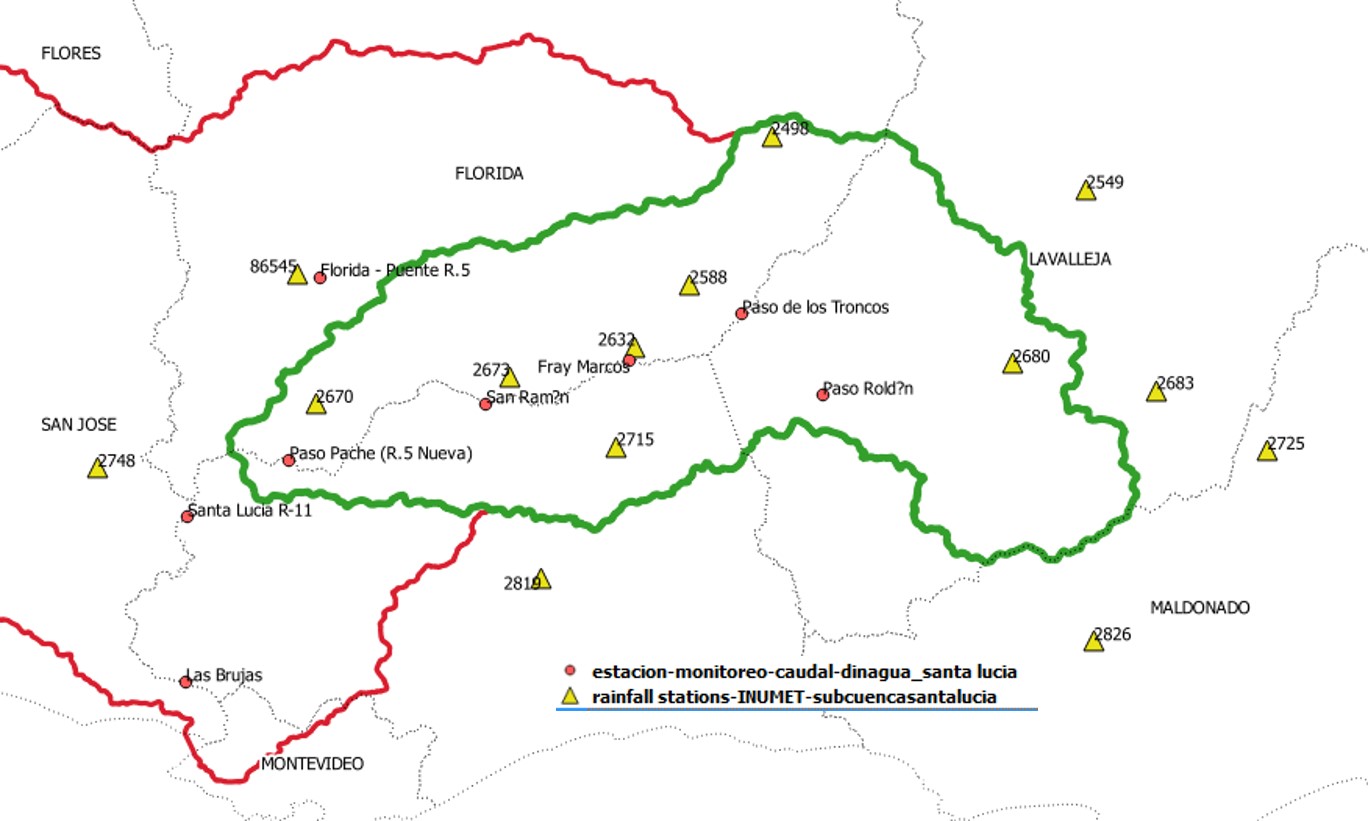 FLORES
2498
FLORIDA
2549
LAVALLEJA
86545
Florida - Puente R.5
2588
Paso de los Troncos
2632
Fray Marcos
2680
2673
San Ram?n
Paso Rold?n
2683
2670
SAN JOSE
2715
2725
Paso Pache (R.5 Nueva)
2748
Santa Lucia R-11
2819
MALDONADO
2826
Las Brujas
estacion-monitoreo-caudal-dinagua_santa lucia
rainfall stations-INUMET-subcuencasantalucia
MONTEVIDEO